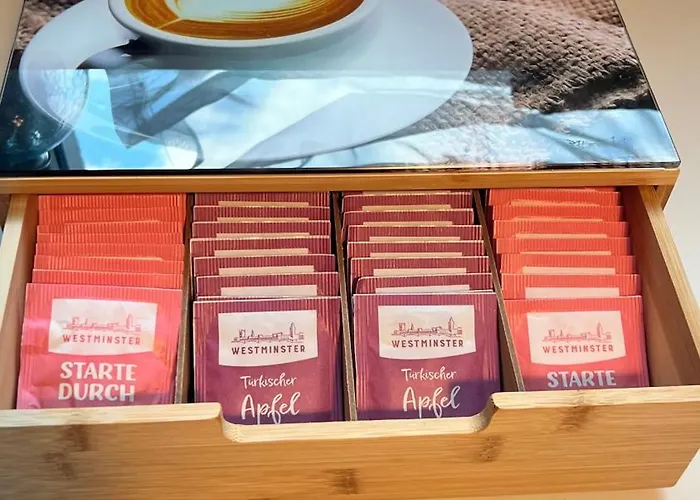 WESTMINSTER
STARTE
DURCH
WESTMINSTER
Türkischer
Apfel
WESTMINSTER
Türkischer
Apfel
WESTMINSTER
STARTE